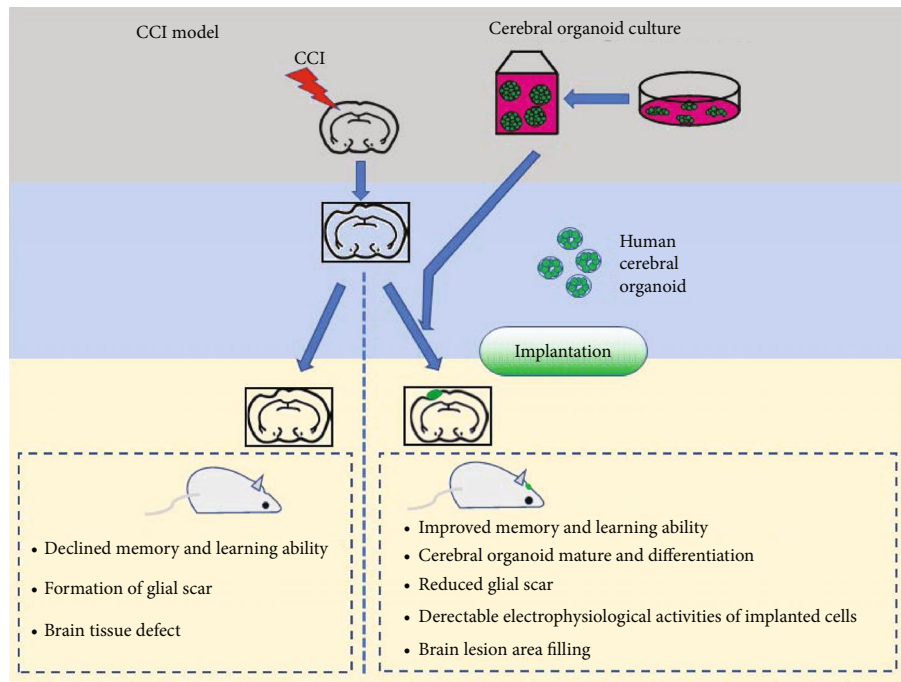 CCI model
Cerebral organoid culture
CCI
Human
cerebral
organoid
Implantation
• Declined memory and learning ability
• Formation of glial scar
• Brain tissue defect
• Improved memory and learning ability
• Cerebral organoid mature and differentiation
• Reduced glial scar
• Derectable electrophysiological activities of implanted cells
• Brain lesion area filling